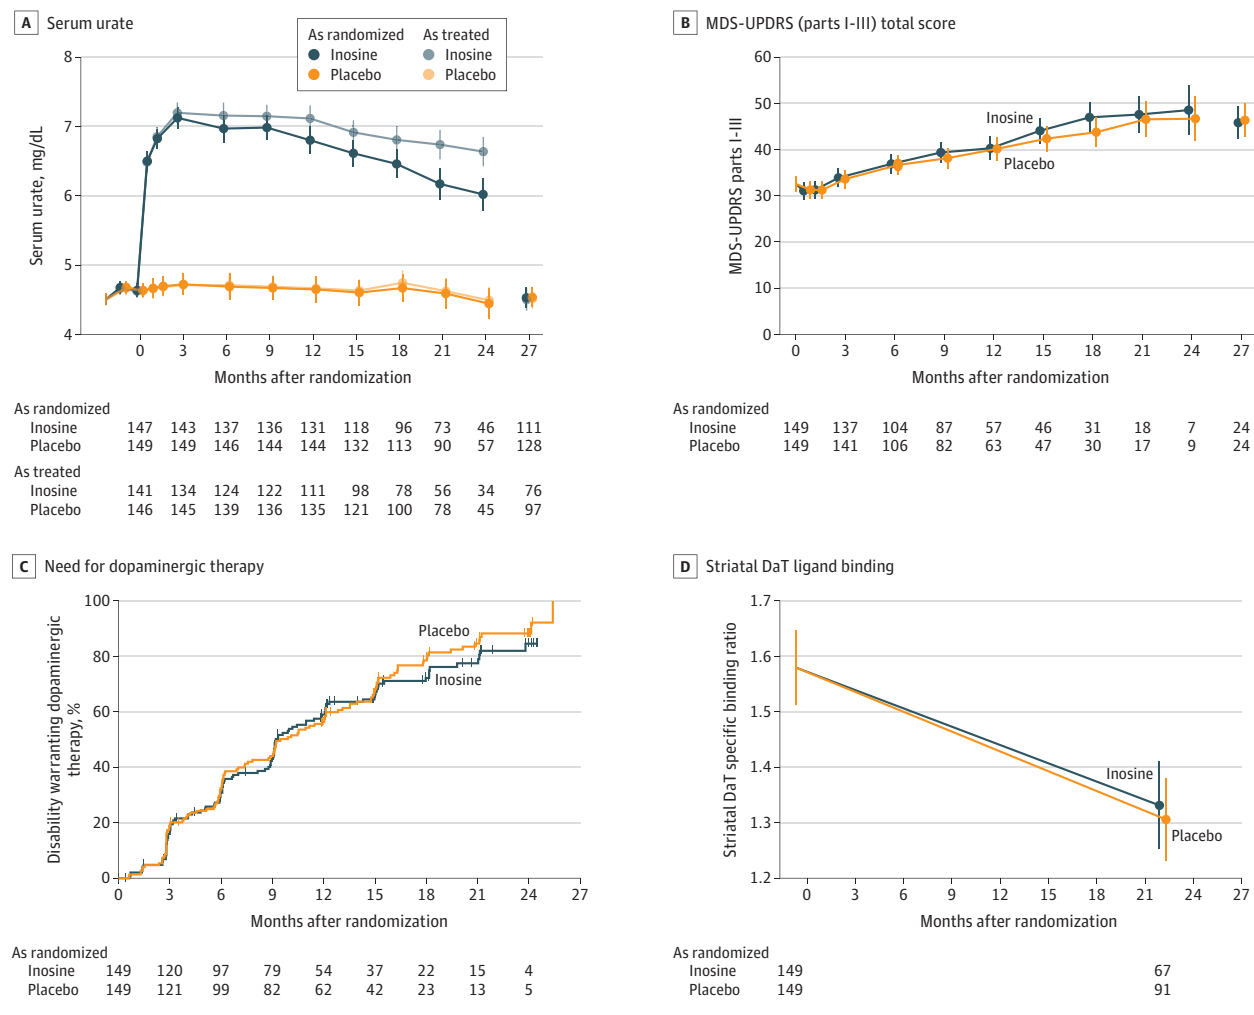 A Serum urate
As randomized As treated
Inosine Inosine
Placebo Placebo
8
7
6
5
4
Serum urate, mg/dL
0 3 6 9 12 15 18 21 24 27
Months after randomization
As randomized
Inosine 147 143 137 136 131 118 96 73 46 111
Placebo 149 149 146 144 144 132 113 90 57 128
As treated
Inosine 141 134 124 122 111 98 78 56 34 76
Placebo 146 145 139 136 135 121 100 78 45 97
B MDS-UPDRS (parts I-III) total score
60
50
40
30
20
10
0
MDS-UPDRS parts I-III
Inosine
Placebo
0 3 6 9 12 15 18 21 24 27
Months after randomization
As randomized
Inosine 149 137 104 87 57 46 31 18 7 24
Placebo 149 141 106 82 63 47 30 17 9 24
C Need for dopaminergic therapy
100
80
60
40
20
0
Disability warranting dopaminergic
therapy, %
Placebo
Inosine
0 3 6 9 12 15 18 21 24 27
Months after randomization
As randomized
Inosine 149 120 97 79 54 37 22 15 4
Placebo 149 121 99 82 62 42 23 13 5
D Striatal DaT ligand binding
1.7
1.6
1.5
1.4
1.3
1.2
Striatal DaT specific binding ratio
Inosine
Placebo
0 3 6 9 12 15 18 21 24 27
Months after randomization
As randomized
Inosine 149 67
Placebo 149 91